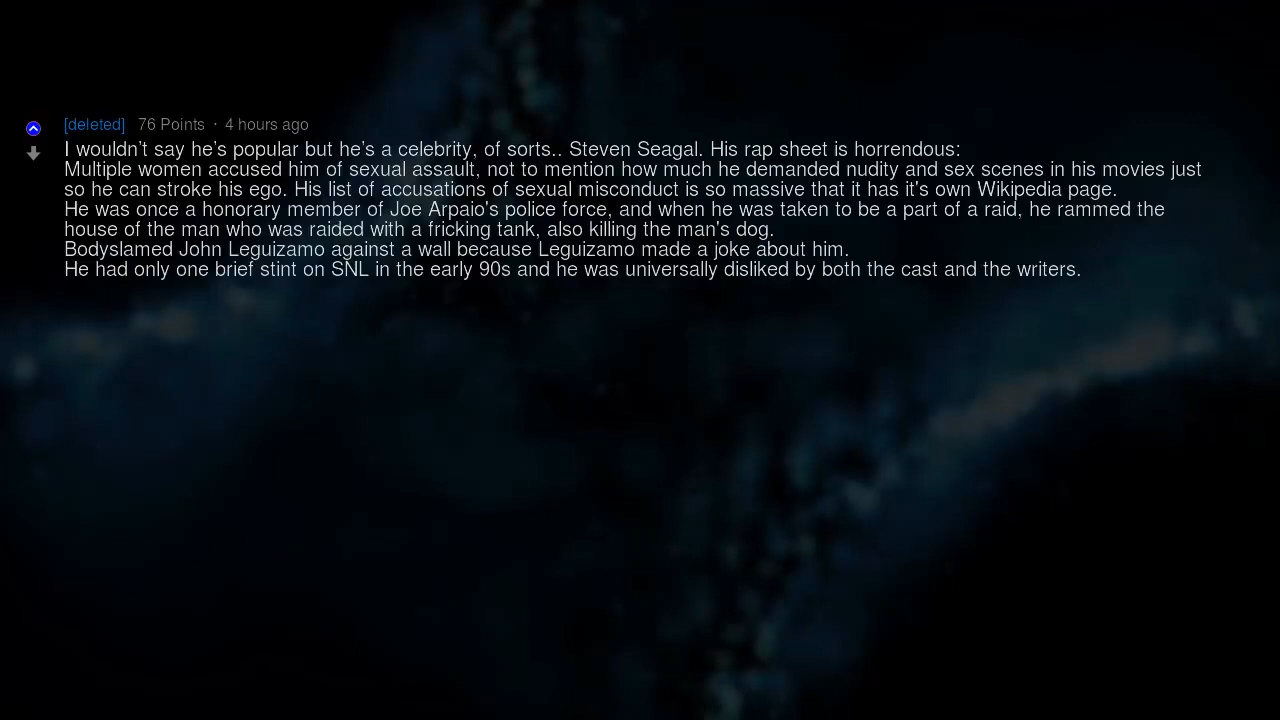 [deleted] 76 Points · 4 hours ago
I wouldn't say he's popular but he's a celebrity, of sorts.. Steven Seagal. His rap sheet is horrendous:
Multiple women accused him of sexual assault, not to mention how much he demanded nudity and sex scenes in his movies just
so he can stroke his ego. His list of accusations of sexual misconduct is so massive that it has it's own Wikipedia page.
He was once a honorary member of Joe Arpaio's police force, and when he was taken to be a part of a raid, he rammed the
house of the man who was raided with a fricking tank, also killing the man's dog.
Bodyslamed John Leguizamo against a wall because Leguizamo made a joke about him.
He had only one brief stint on SNL in the early 90s and he was universally disliked by both the cast and the writers.